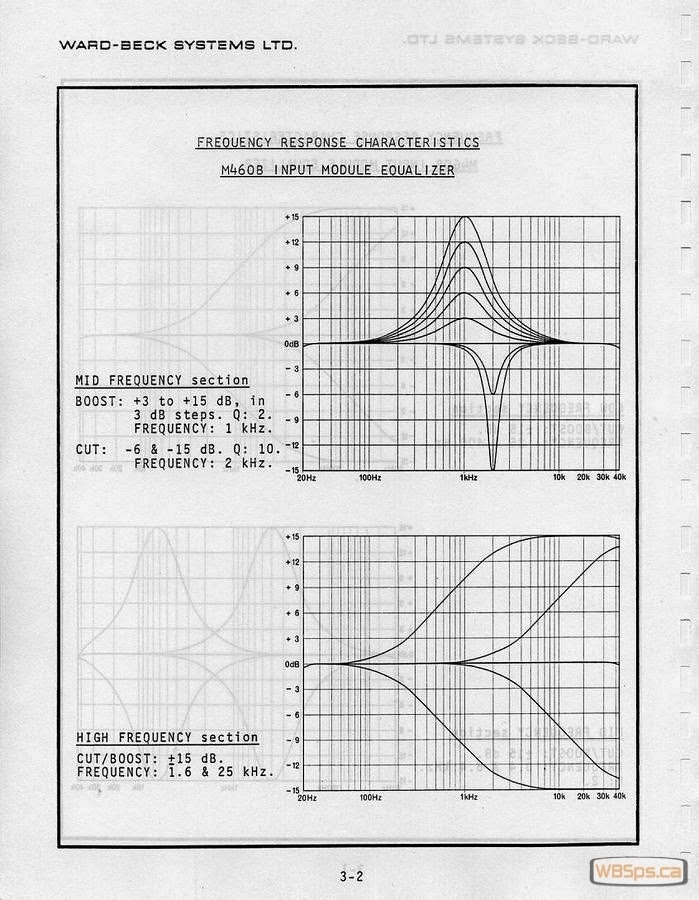 WARD-BECK SYSTEMS LTD.
FREQUENCY RESPONSE CHARACTERISTICS
M460B INPUT MODULE EQUALIZER
+15
+12
+ 9
+ 6
+ 3
0dB
- 3
- 6
- 9
-12
-15
20Hz 100Hz 1kHz 10k 20k 30k 40k
MID FREQUENCY section
BOOST: +3 to +15 dB, in
3 dB steps. Q: 2.
FREQUENCY: 1 kHz.
CUT: -6 & -15 dB. Q: 10.
FREQUENCY: 2 kHz.
+15
+12
+ 9
+ 6
+ 3
0dB
- 3
- 6
- 9
-12
-15
20Hz 100Hz 1kHz 10k 20k 30k 40k
HIGH FREQUENCY section
CUT/BOOST: ±15 dB.
FREQUENCY: 1.6 & 25 kHz.
3-2
WBSps.ca